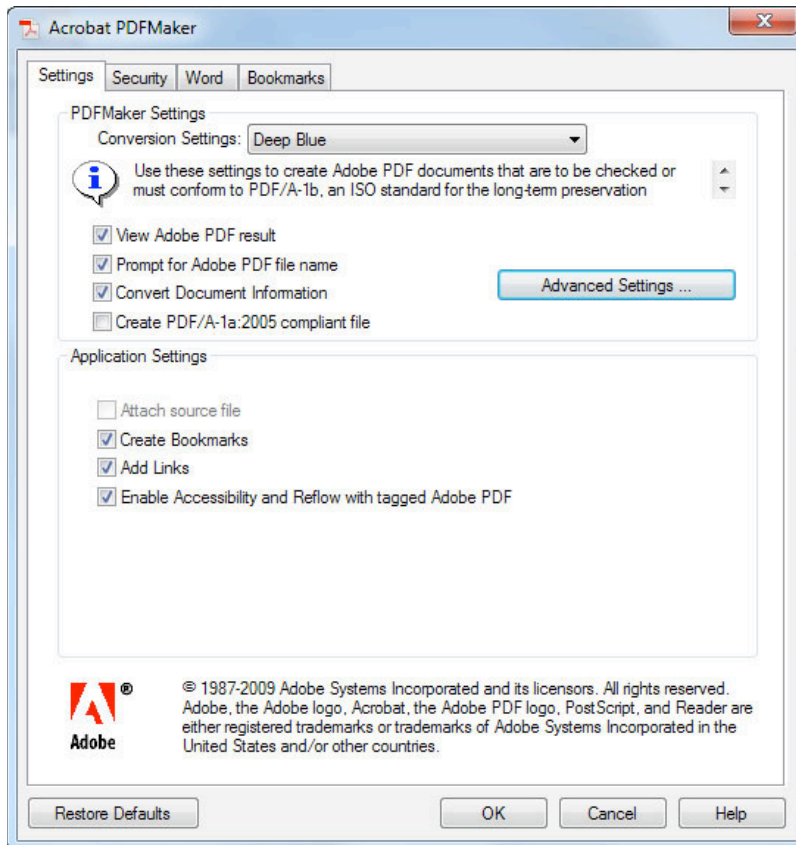 Acrobat PDFMaker
Settings Security Word Bookmarks
PDFMaker Settings
Conversion Settings: Deep Blue
Use these settings to create Adobe PDF documents that are to be checked or
must conform to PDF/A-1b, an ISO standard for the long-term preservation
View Adobe PDF result
Prompt for Adobe PDF file name
Convert Document Information
Advanced Settings ...
Create PDF/A-1a:2005 compliant file
Application Settings
Attach source file
Create Bookmarks
Add Links
Enable Accessibility and Reflow with tagged Adobe PDF
Adobe
® © 1987-2009 Adobe Systems Incorporated and its licensors. All rights reserved.
Adobe, the Adobe logo, Acrobat, the Adobe PDF logo, PostScript, and Reader are
either registered trademarks or trademarks of Adobe Systems Incorporated in the
United States and/or other countries.
Restore Defaults OK Cancel Help